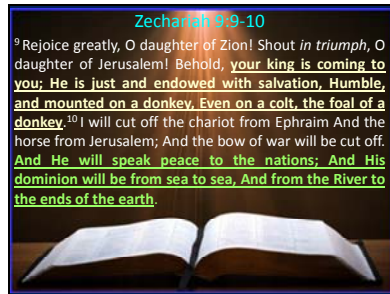 Zechariah 9:9-10
9 Rejoice greatly, O daughter of Zion! Shout in triumph, O
daughter of Jerusalem! Behold, your king is coming to
you; He is just and endowed with salvation, Humble,
and mounted on a donkey, Even on a colt, the foal of a
donkey.10 I will cut off the chariot from Ephraim And the
horse from Jerusalem; And the bow of war will be cut off.
And He will speak peace to the nations; And His
dominion will be from sea to sea, And from the River to
the ends of the earth.